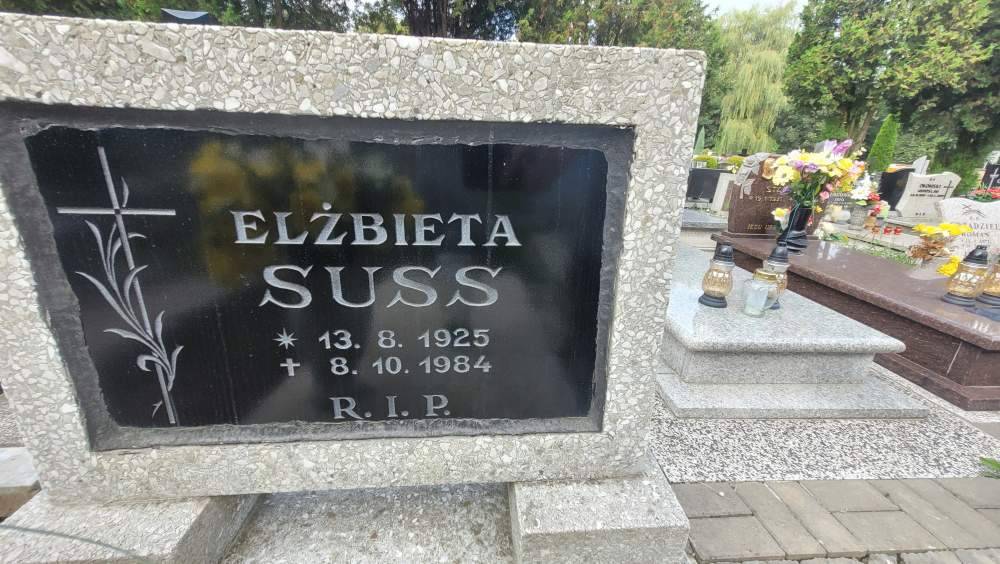 ELŻBIETA
SUSS
✴ 13. 8. 1925
✝ 8. 10. 1984
R. I. P.